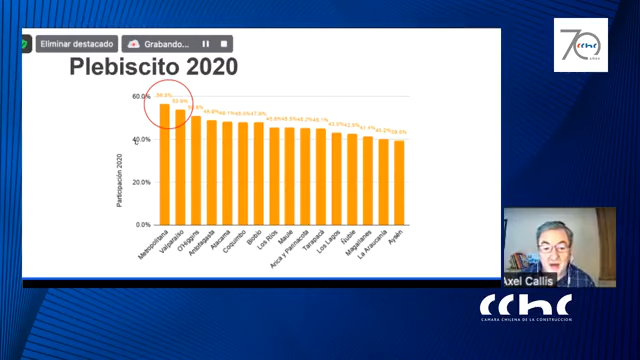 Eliminar destacado
Grabando...
70
cchc
AÑOS
Plebiscito 2020
60.0%
40.0%
20.0%
0.0%
Participación 2020
Metropolitana
Valparaíso
O'Higgins
Antofagasta
Atacama
Coquimbo
Biobío
Los Ríos
Maule
Arica y Parinacota
Tarapacá
Los Lagos
Ñuble
Magallanes
La Araucanía
Aysén
Axel Callis
cchc
CÁMARA CHILENA DE LA CONSTRUCCIÓN